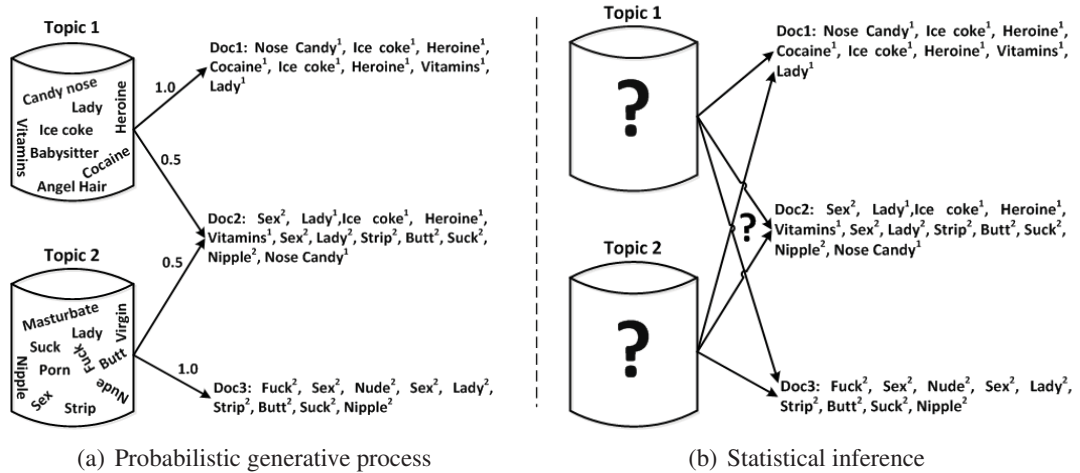 Topic 1
Candy nose
Lady
Heroine
Vitamins
Ice coke
Babysitter
Cocaine
Angel Hair
1.0
0.5
Doc1: Nose Candy¹, Ice coke¹, Heroine¹,
Cocaine¹, Ice coke¹, Heroine¹, Vitamins¹,
Lady¹
Doc2: Sex², Lady¹,Ice coke¹, Heroine¹,
Vitamins¹, Sex², Lady², Strip², Butt², Suck²,
Nipple², Nose Candy¹
Topic 2
Masturbate
Virgin
Lady
Suck
Fuck
Butt
Nipple
Porn
Nude
Sex
Strip
0.5
1.0
Doc3: Fuck², Sex², Nude², Sex², Lady²,
Strip², Butt², Suck², Nipple²
(a) Probabilistic generative process
Topic 1
?
Doc1: Nose Candy¹, Ice coke¹, Heroine¹,
Cocaine¹, Ice coke¹, Heroine¹, Vitamins¹,
Lady¹
?
Doc2: Sex², Lady¹,Ice coke¹, Heroine¹,
Vitamins¹, Sex², Lady², Strip², Butt², Suck²,
Nipple², Nose Candy¹
Topic 2
?
Doc3: Fuck², Sex², Nude², Sex², Lady²,
Strip², Butt², Suck², Nipple²
(b) Statistical inference